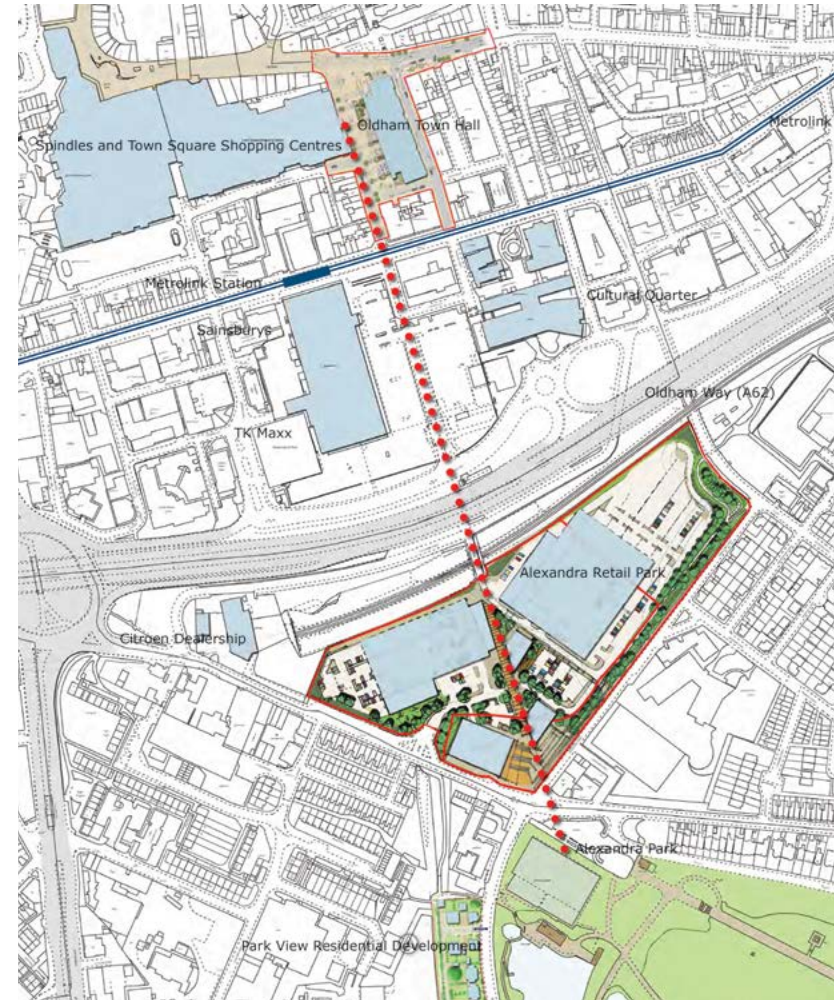 Oldham Town Hall
Spindles and Town Square Shopping Centres
Metrolink
Metrolink Station
Cultural Quarter
Sainsburys
Oldham Way (A62)
TK Maxx
Alexandra Retail Park
Citroen Dealership
Alexandra Park
Park View Residential Development